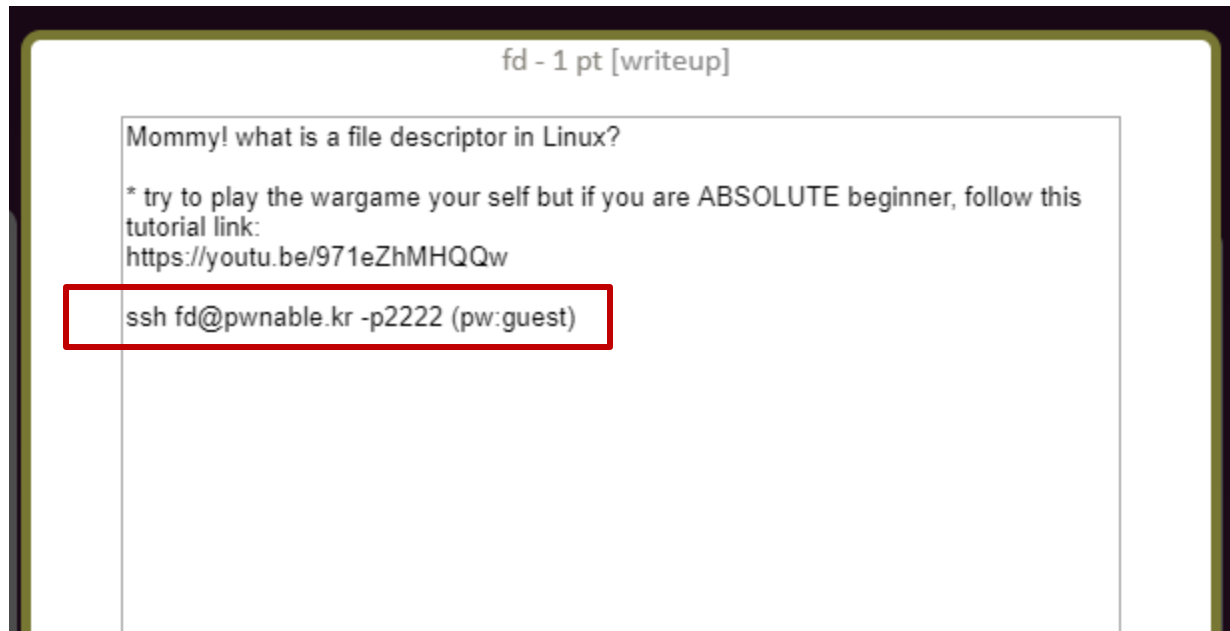 fd - 1 pt [writeup]
Mommy! what is a file descriptor in Linux?
* try to play the wargame your self but if you are ABSOLUTE beginner, follow this
tutorial link:
https://youtu.be/971eZhMHQQw
ssh fd@pwnable.kr -p2222 (pw:guest)